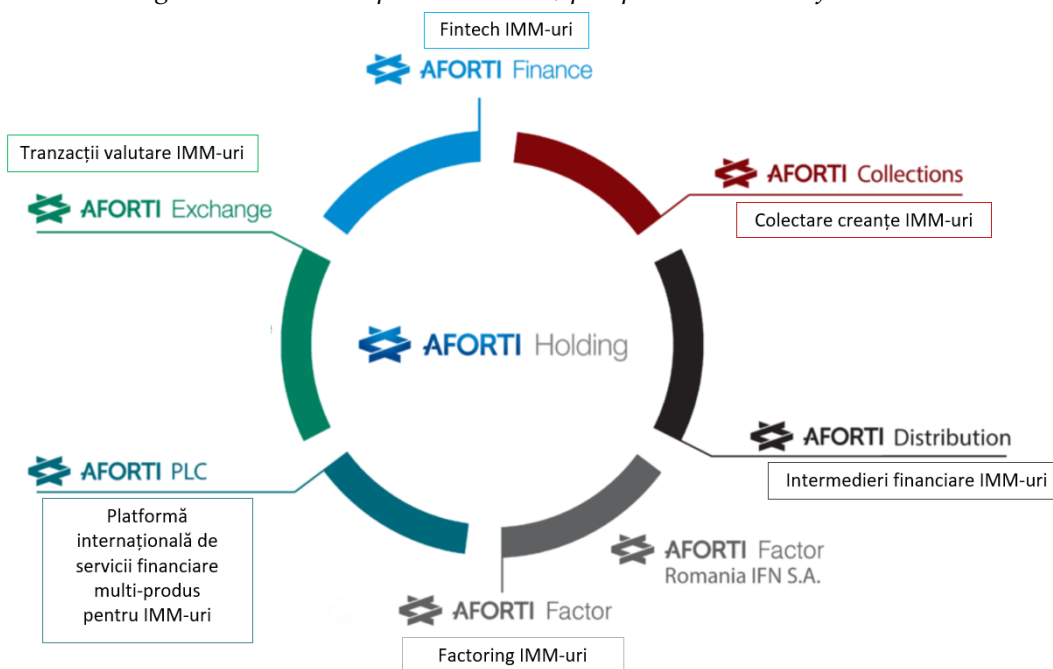 Fintech IMM-uri
AFORTI Finance
Tranzacții valutare IMM-uri
AFORTI Exchange
AFORTI Collections
Colectare creanțe IMM-uri
AFORTI Holding
AFORTI PLC
Platformă
internațională de
servicii financiare
multi-produs
pentru IMM-uri
AFORTI Distribution
Intermedieri financiare IMM-uri
AFORTI Factor
Romania IFN S.A.
AFORTI Factor
Factoring IMM-uri